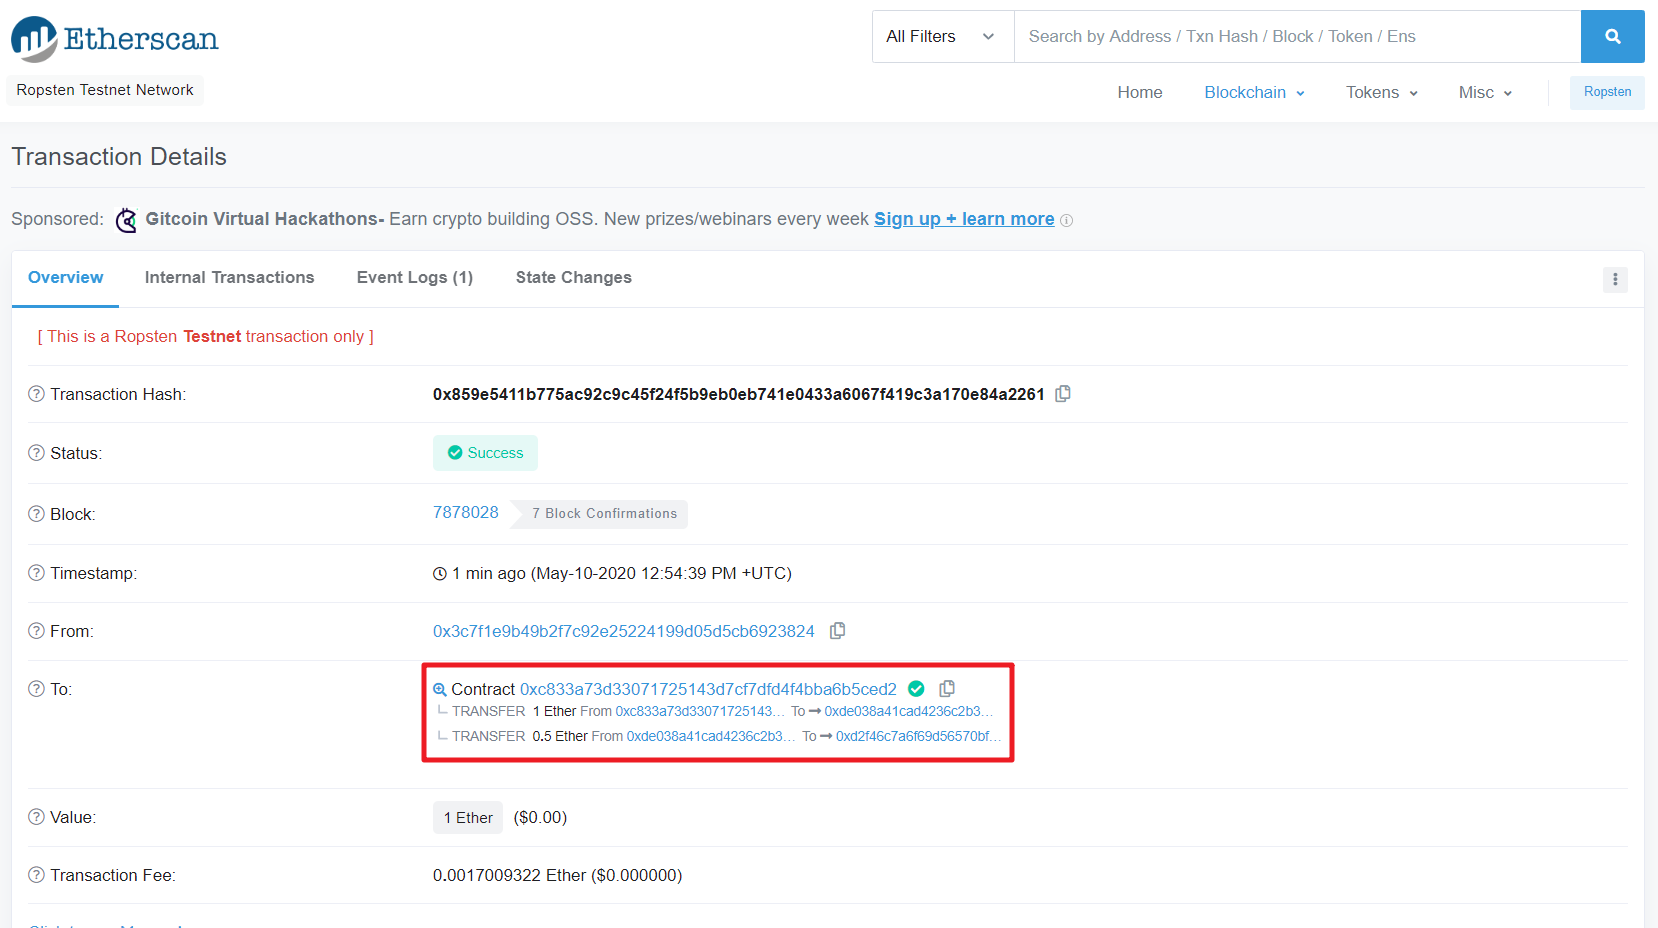 Etherscan
All Filters
Search by Address / Txn Hash / Block / Token / Ens
Ropsten Testnet Network
Home Blockchain Tokens Misc Ropsten
Transaction Details
Sponsored: Gitcoin Virtual Hackathons- Earn crypto building OSS. New prizes/webinars every week Sign up + learn more
Overview Internal Transactions Event Logs (1) State Changes
[ This is a Ropsten Testnet transaction only ]
Transaction Hash: 0x859e5411b775ac92c9c45f24f5b9eb0eb741e0433a6067f419c3a170e84a2261
Status: Success
Block: 7878028 7 Block Confirmations
Timestamp: 1 min ago (May-10-2020 12:54:39 PM +UTC)
From: 0x3c7f1e9b49b2f7c92e25224199d05d5cb6923824
To: Contract 0xc833a73d33071725143d7cf7dfd4f4bba6b5ced2
TRANSFER 1 Ether From 0xc833a73d33071725143... To → 0xde038a41cad4236c2b3...
TRANSFER 0.5 Ether From 0xde038a41cad4236c2b3... To → 0xd2f46c7a6f69d56570bf...
Value: 1 Ether ($0.00)
Transaction Fee: 0.0017009322 Ether ($0.000000)